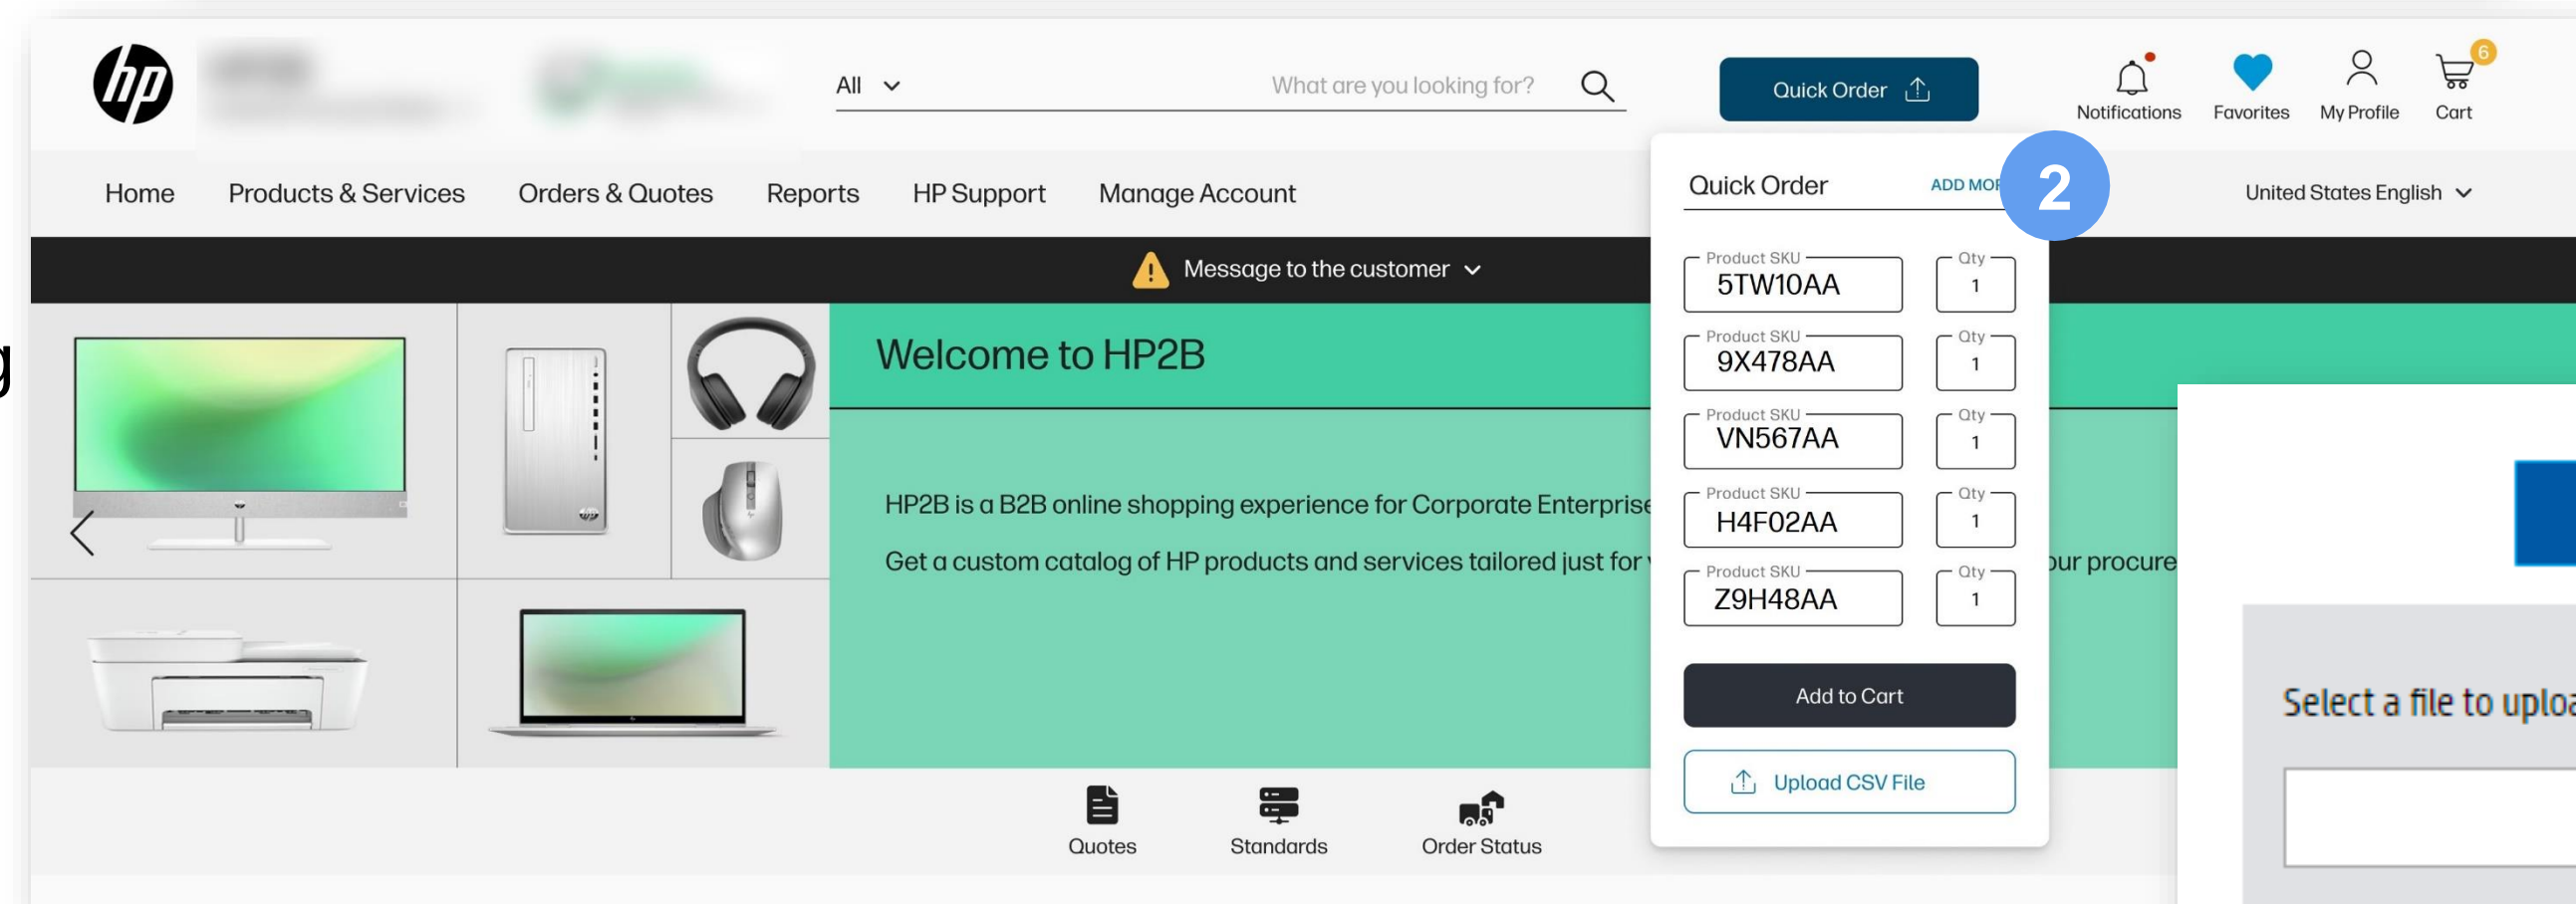 hp
All
What are you looking for?
Quick Order
Notifications
Favorites
My Profile
6
Cart
Home
Products & Services
Orders & Quotes
Reports
HP Support
Manage Account
United States English
Message to the customer
Quick Order
ADD
2
Product SKU
5TW10AA
Qty
1
Product SKU
9X478AA
Qty
1
Product SKU
VN567AA
Qty
1
Product SKU
H4F02AA
Qty
1
Product SKU
Z9H48AA
Qty
1
Add to Cart
Upload CSV File
g
Welcome to HP2B
HP2B is a B2B online shopping experience for Corporate Enterprise
Get a custom catalog of HP products and services tailored just for
procure
Select a file to uploa
Quotes
Standards
Order Status